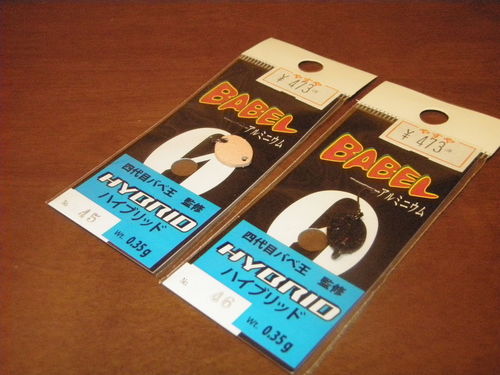 ¥473
BABEL
アルミニウム
四代目バベ王 監修
HYBRID
ハイブリッド
№ 45
Wt. 0.35g
¥473
BABEL
アルミニウム
四代目バベ王 監修
HYBRID
ハイブリッド
№ 46
Wt. 0.35g